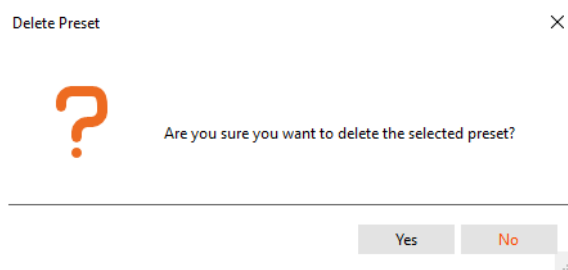 Delete Preset
Are you sure you want to delete the selected preset?
Yes No